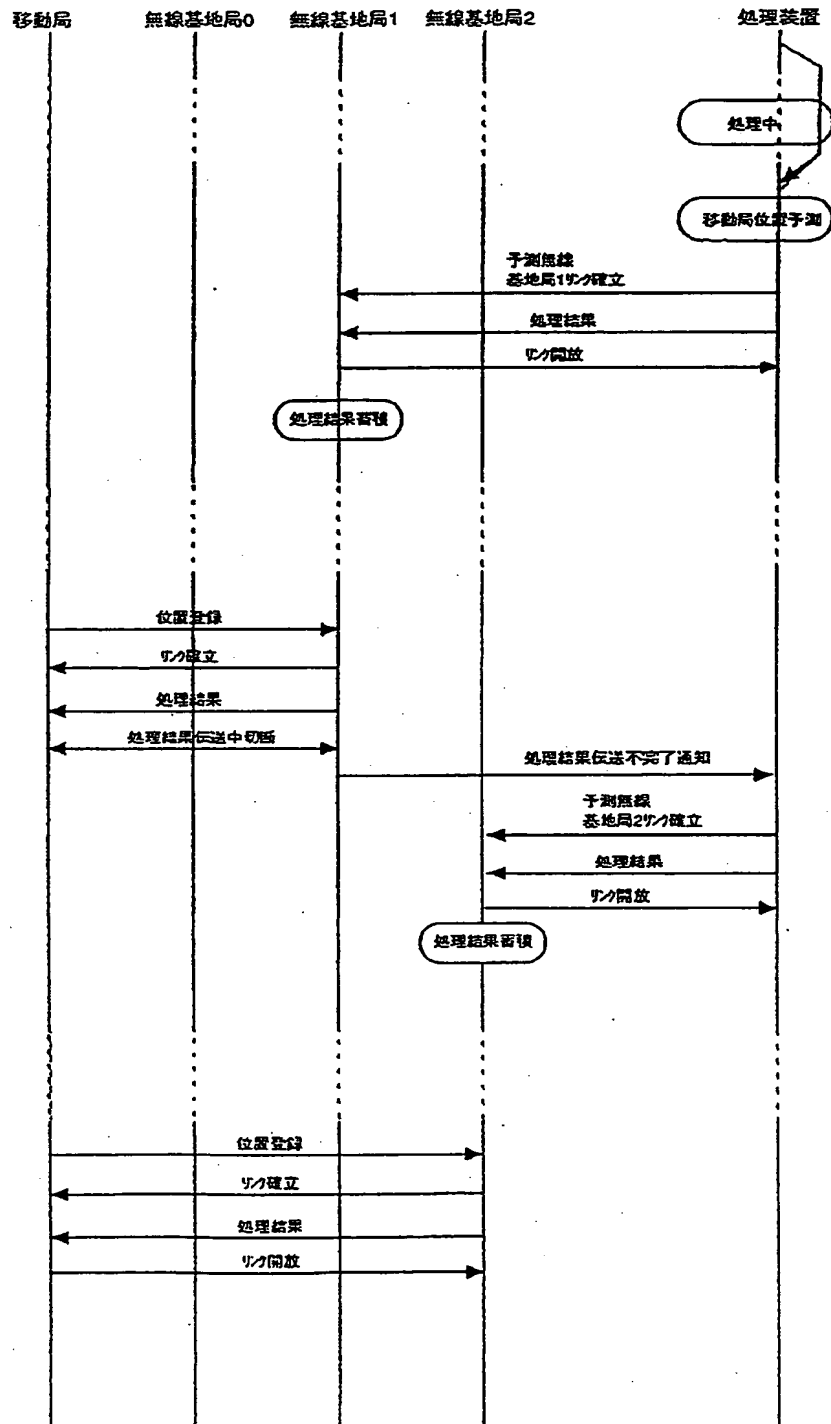 移動局
無線基地局0
無線基地局1
無線基地局2
処理装置
処理中
移動局位置予測
予測無線
基地局1リンク確立
処理結果
リンク開放
処理結果蓄積
位置登録
リンク確立
処理結果
処理結果伝送中切断
処理結果伝送不完了通知
予測無線
基地局2リンク確立
処理結果
リンク開放
処理結果蓄積
位置登録
リンク確立
処理結果
リンク開放